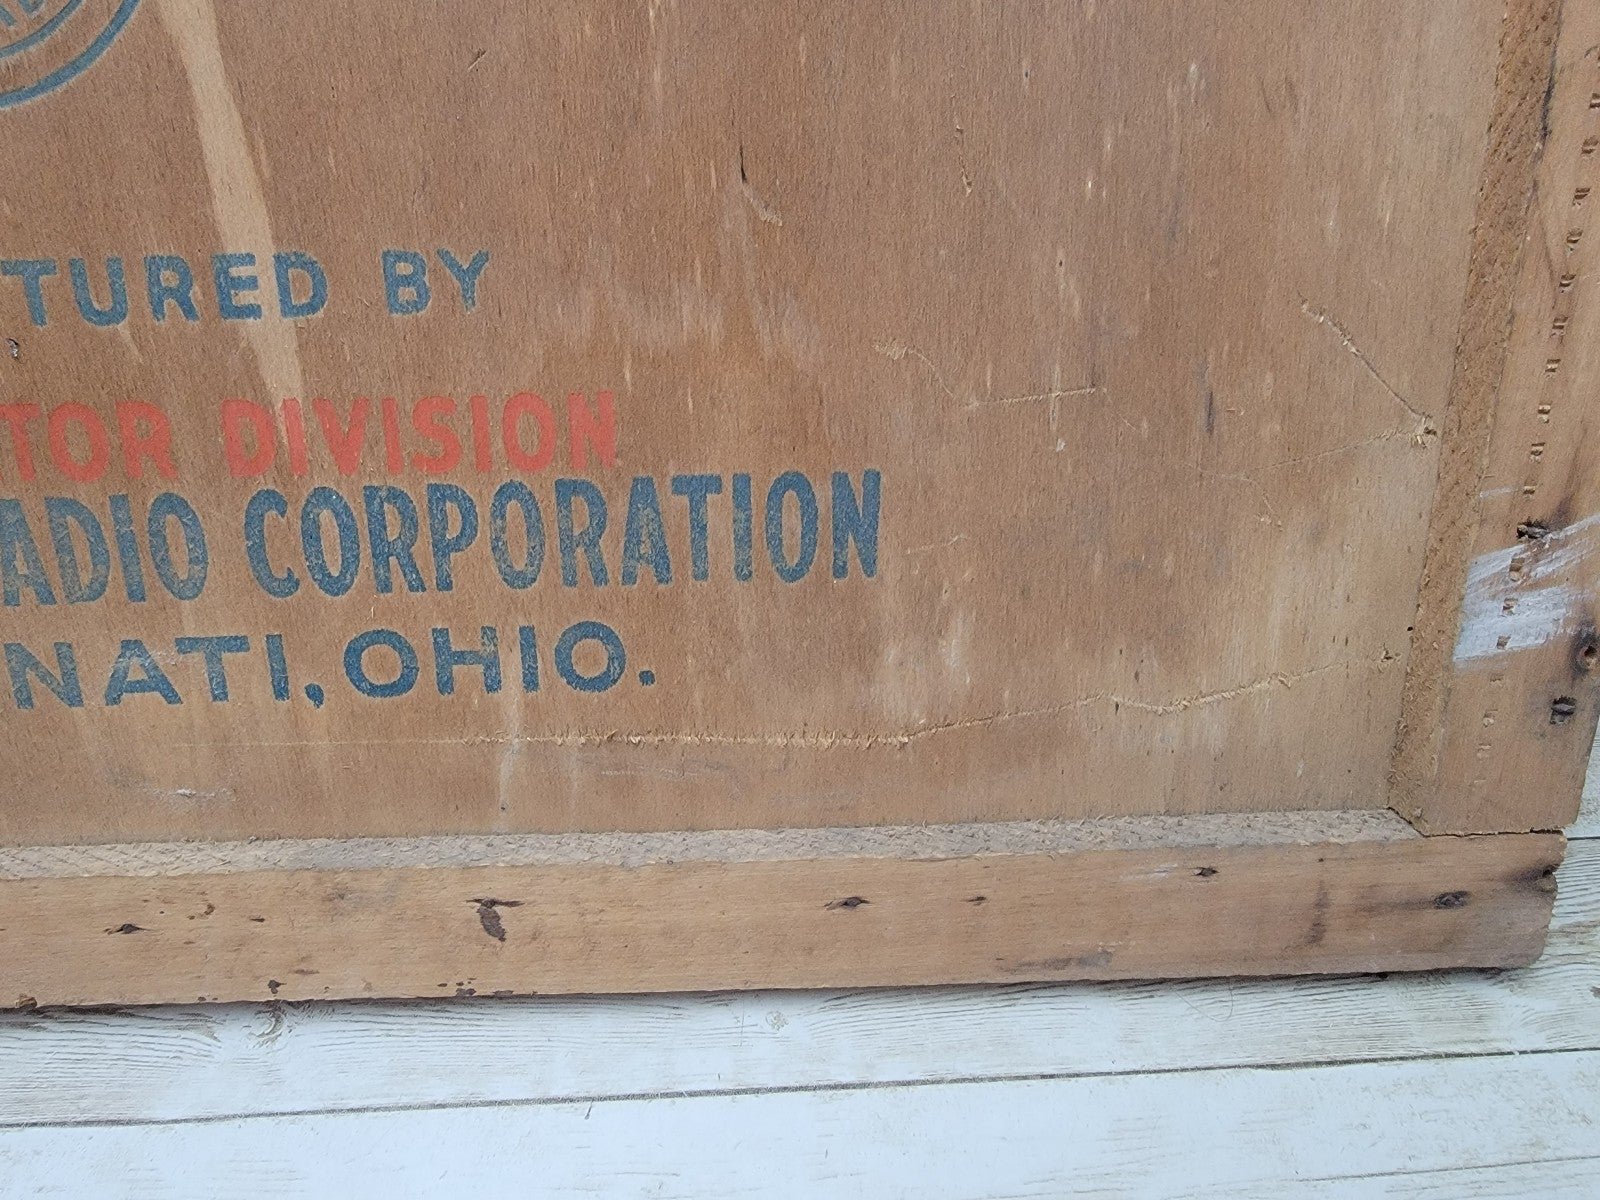 TURED BY
TOR DIVISION
ADIO CORPORATION
NATI, OHIO.